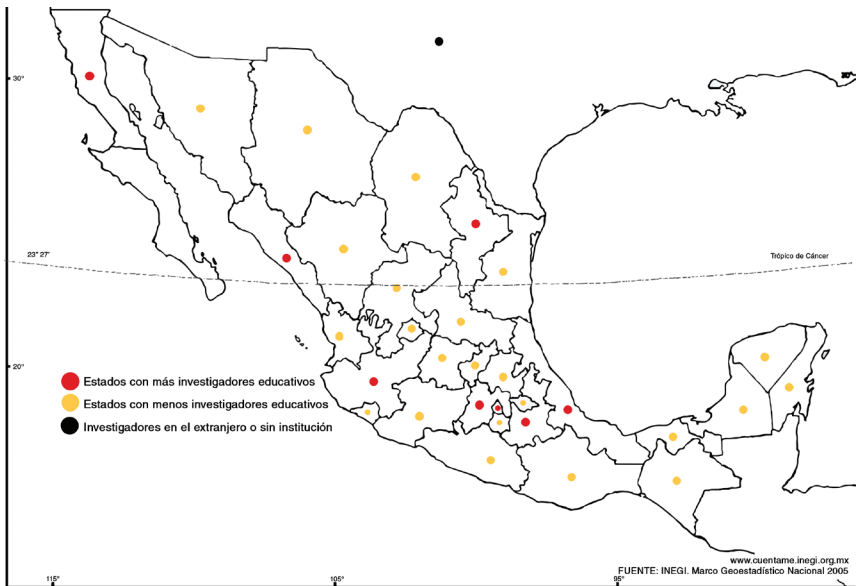 30°
23° 27'
Trópico de Cáncer
20°
Estados con más investigadores educativos
Estados con menos investigadores educativos
Investigadores en el extranjero o sin institución
www.cuentame.inegi.org.mx
FUENTE: INEGI. Marco Geoestadístico Nacional 2005
115°
105°
95°